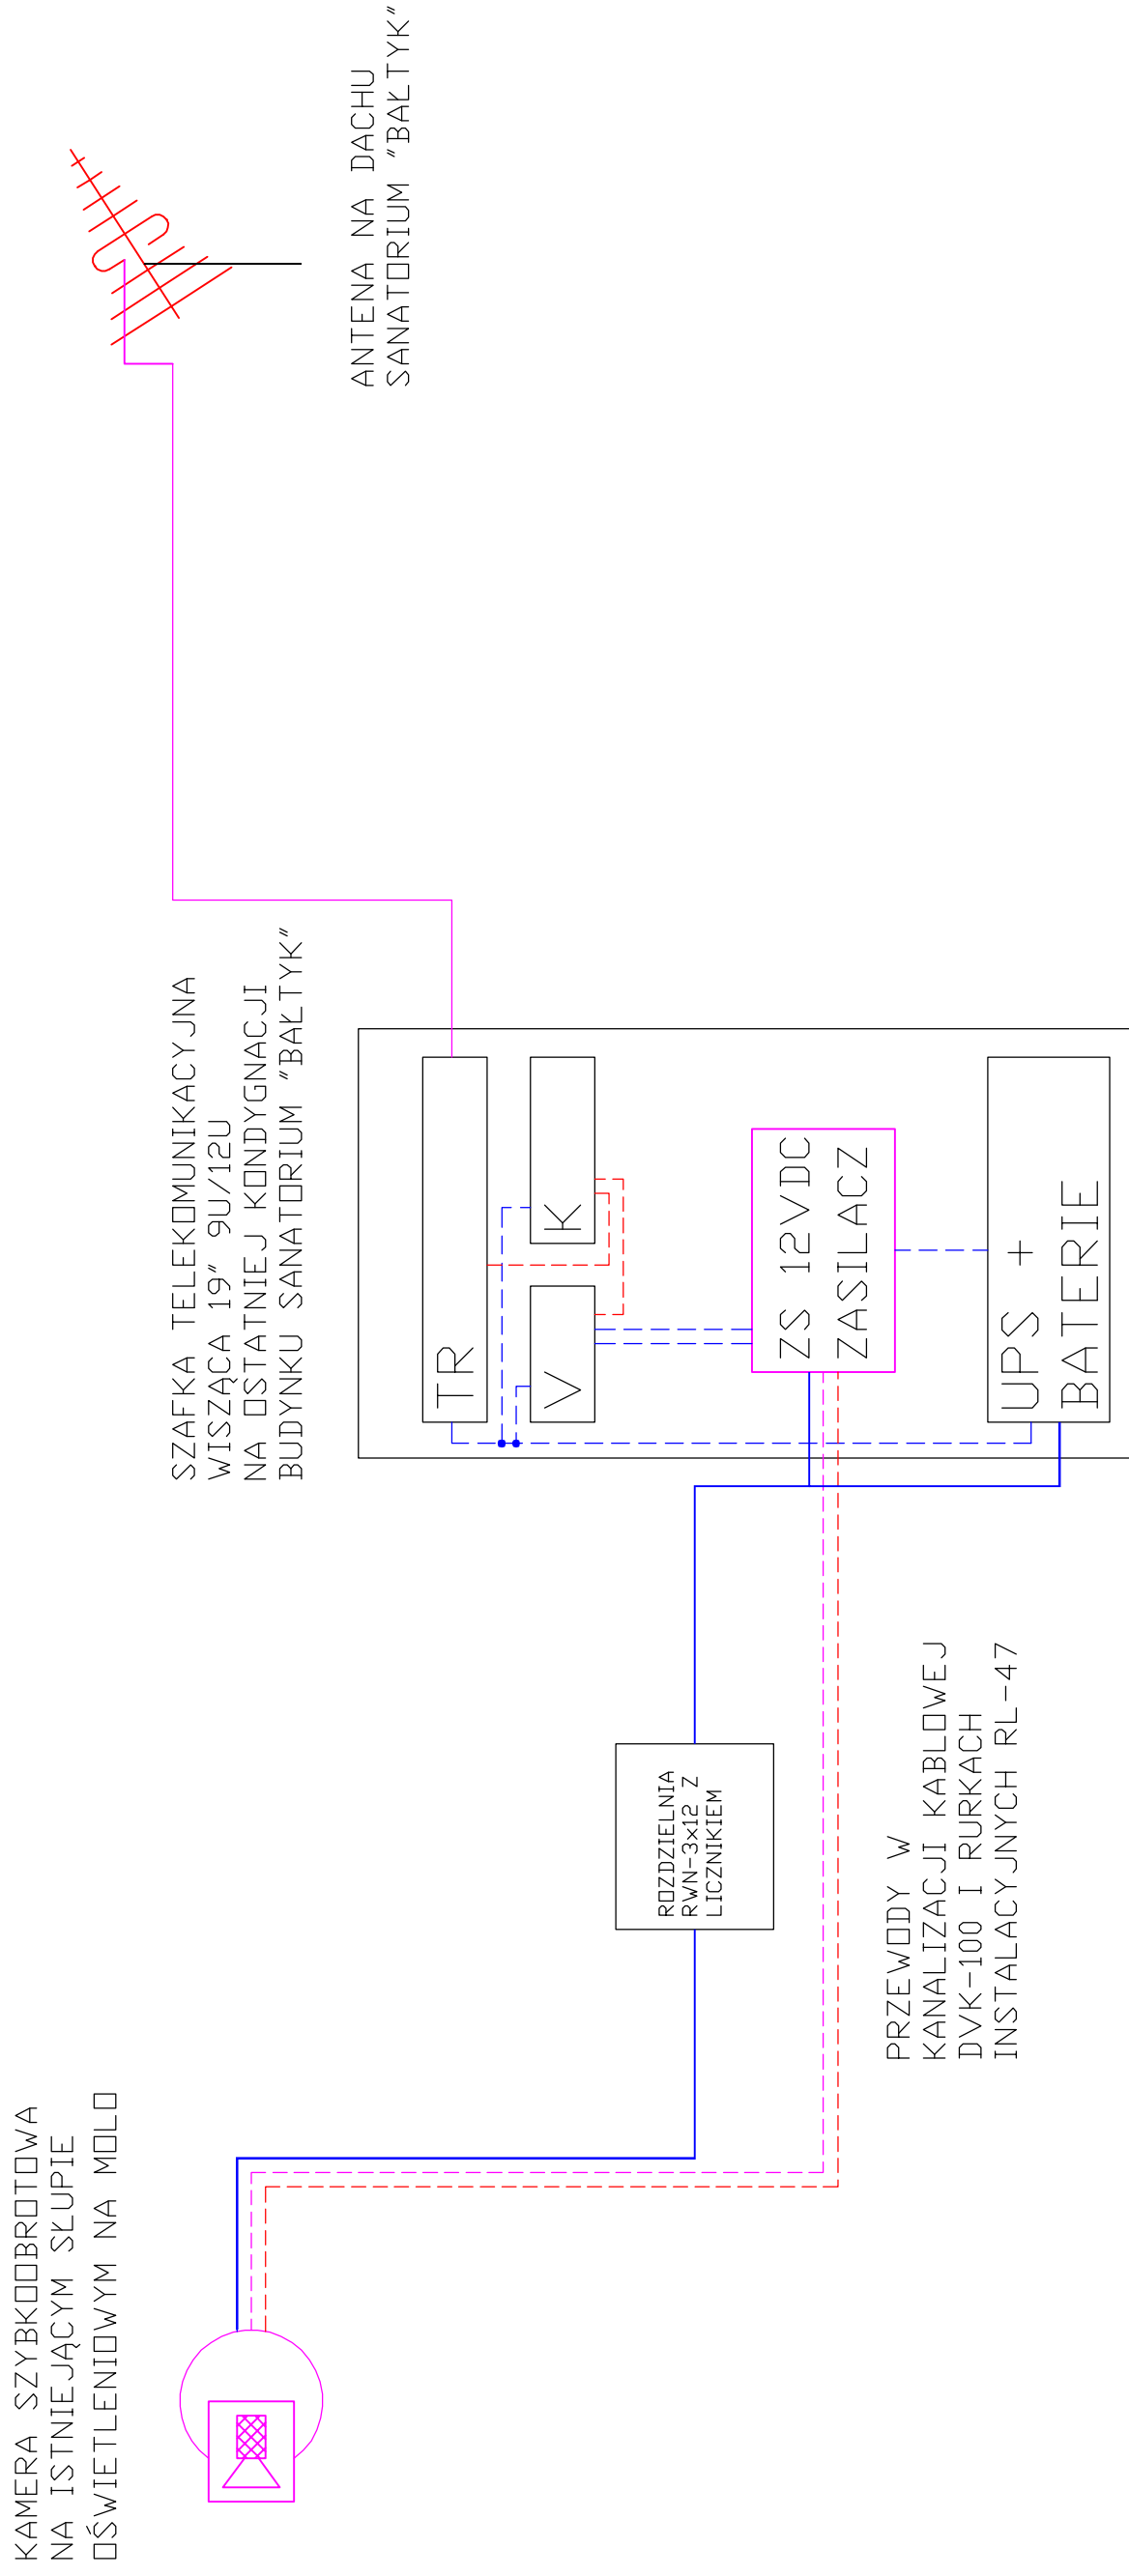 KAMERA SZYBKOOBROTOWA
NA ISTNIEJĄCYM SŁUPIE
OŚWIETLENIOWYM NA MOLO
SZAFKA TELEKOMUNIKACYJNA
WISZĄCA 19" 9U/12U
NA OSTATNIEJ KONDYGNACJI
BUDYNKU SANATORIUM "BAŁTYK"
ANTENA NA DACHU
SANATORIUM "BAŁTYK"
TR
V
K
ZS 12VDC
ZASILACZ
UPS +
BATERIE
ROZDZIELNIA
RWN-3x12 Z
LICZNIKIEM
PRZEWODY W
KANALIZACJI KABLOWEJ
DVK-100 I RURKACH
INSTALACYJNYCH RL-47